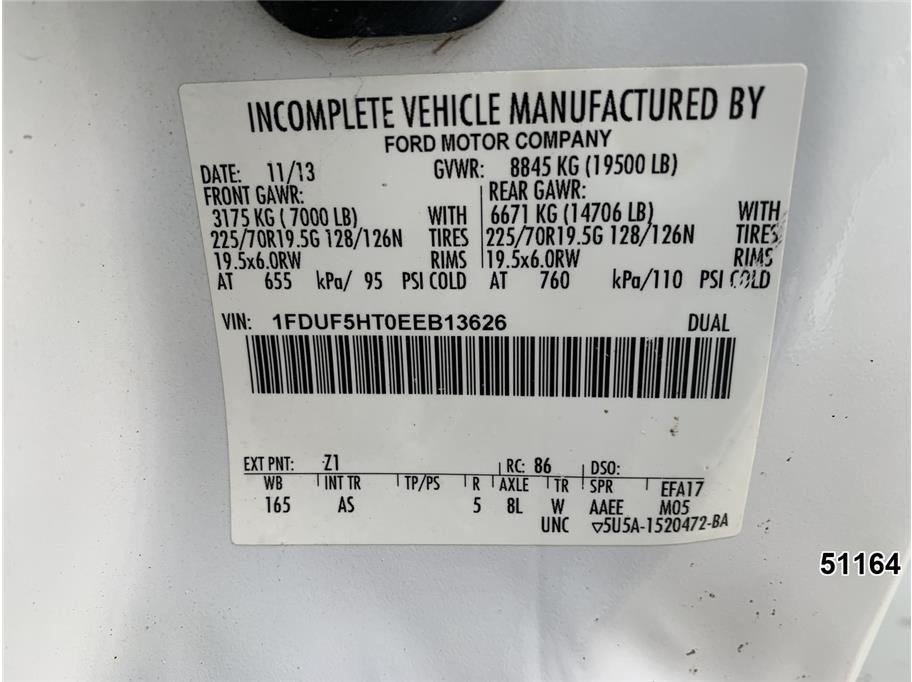 INCOMPLETE VEHICLE MANUFACTURED BY
FORD MOTOR COMPANY
DATE: 11/13 GVWR: 8845 KG (19500 LB)
FRONT GAWR: REAR GAWR:
3175 KG ( 7000 LB) WITH 6671 KG (14706 LB) WITH
225/70R19.5G 128/126N TIRES 225/70R19.5G 128/126N TIRES
19.5x6.0RW RIMS 19.5x6.0RW RIMS
AT 655 kPa/ 95 PSI COLD AT 760 kPa/110 PSI COLD
VIN: 1FDUF5HT0EEB13626 DUAL
EXT PNT: Z1 RC: 86 DSO:
WB INT TR TP/PS R AXLE TR SPR EFA17
165 AS 5 8L W AAEE M05
UNC ▽5U5A-1520472-BA
51164